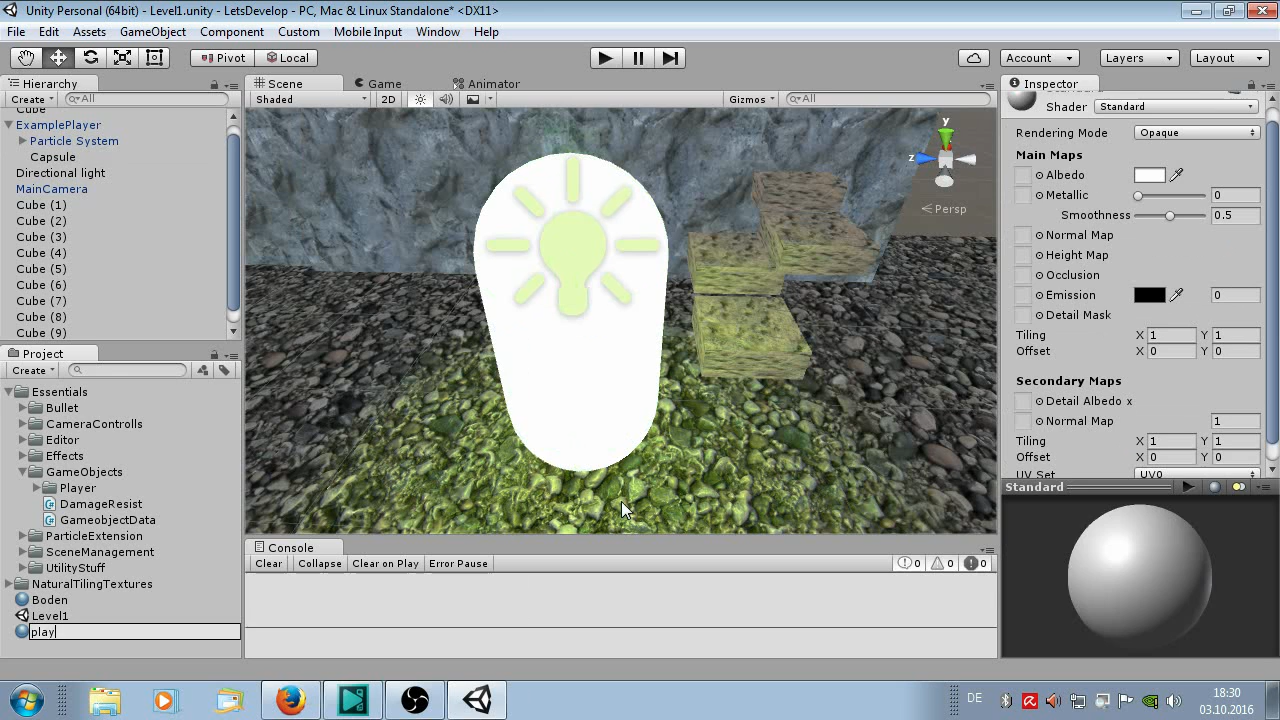 Unity Personal (64bit) - Level1.unity - LetsDevelop - PC, Mac & Linux Standalone* <DX11>
File Edit Assets GameObject Component Custom Mobile Input Window Help
Pivot Local Account Layers Layout
Hierarchy
Create All
Cube
ExamplePlayer
Particle System
Capsule
Directional light
MainCamera
Cube (1)
Cube (2)
Cube (3)
Cube (4)
Cube (5)
Cube (6)
Cube (7)
Cube (8)
Cube (9)
Project
Create
Essentials
Bullet
CameraControlls
Editor
Effects
GameObjects
Player
DamageResist
GameobjectData
ParticleExtension
SceneManagement
UtilityStuff
NaturalTilingTextures
Boden
Level1
play
Scene Game Animator
Shaded 2D Gizmos All
y
z
Persp
Console
Clear Collapse Clear on Play Error Pause 0 0 0
Inspector
Shader Standard
Rendering Mode Opaque
Main Maps
Albedo
Metallic 0
Smoothness 0.5
Normal Map
Height Map
Occlusion
Emission 0
Detail Mask
Tiling X 1 Y 1
Offset X 0 Y 0
Secondary Maps
Detail Albedo x
Normal Map 1
Tiling X 1 Y 1
Offset X 0 Y 0
UV Set UV0
Standard
DE 18:30
03.10.2016